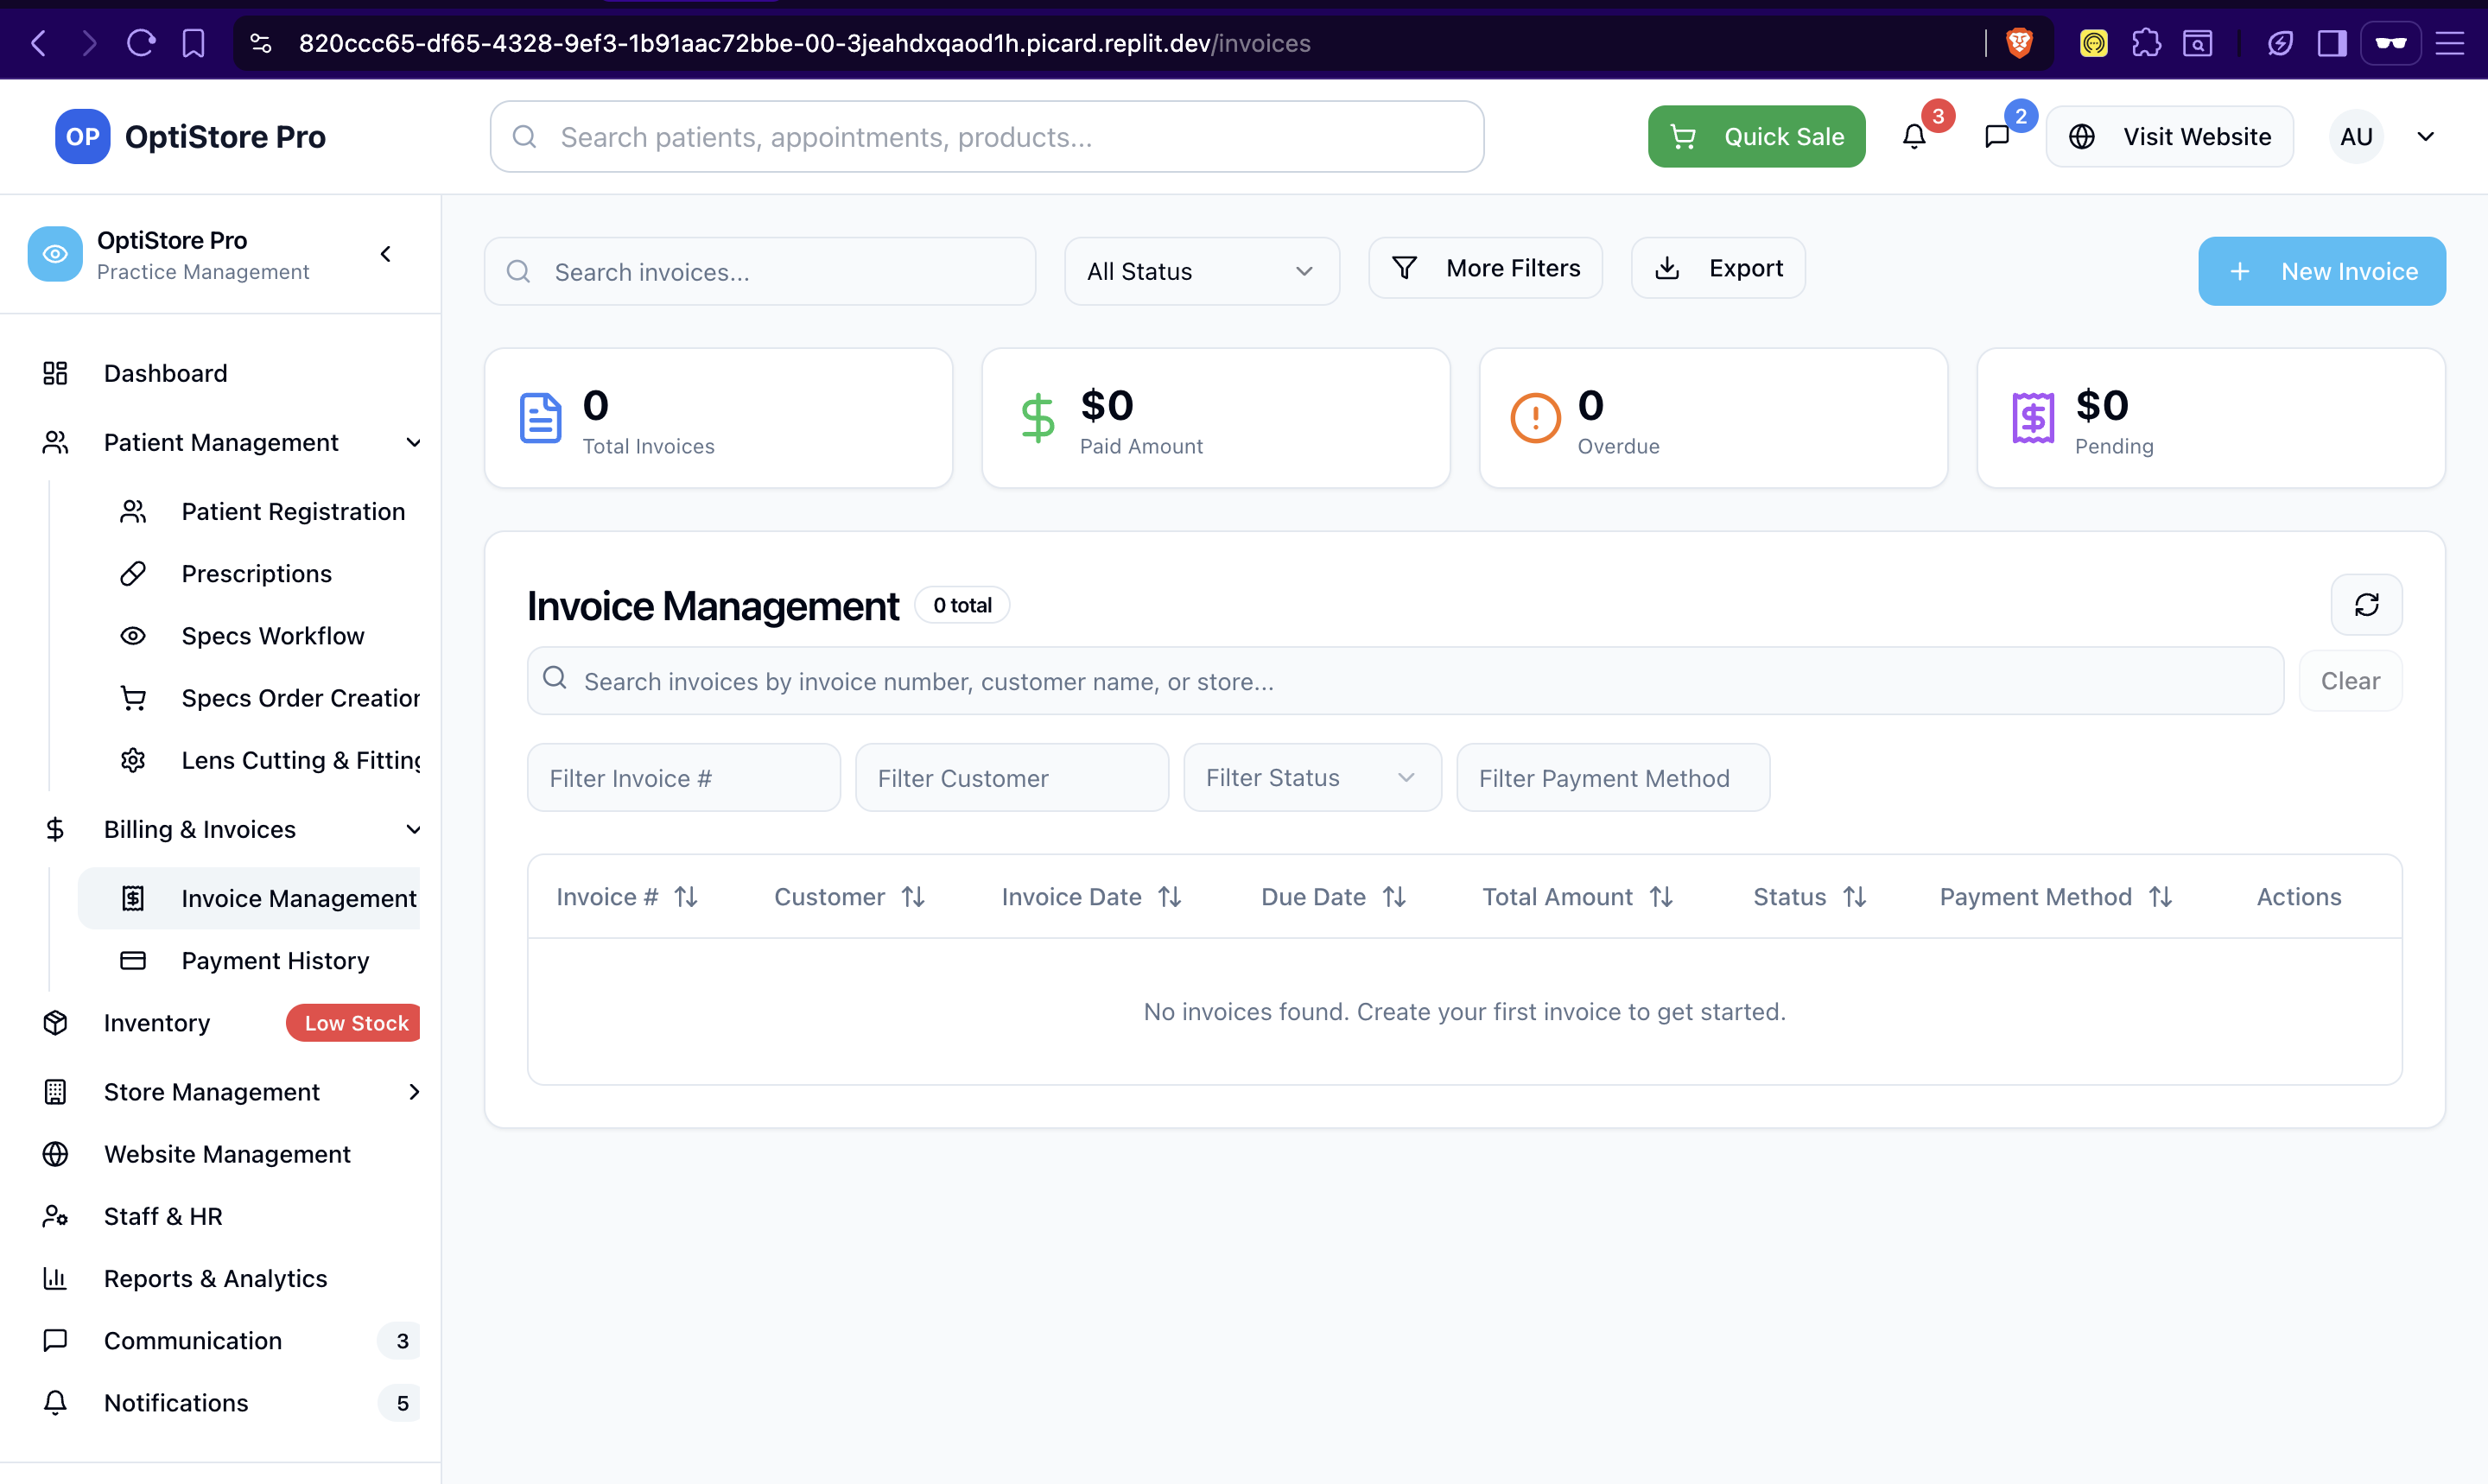 820ccc65-df65-4328-9ef3-1b91aac72bbe-00-3jeahdxqaod1h.picard.replit.dev/invoices
OP OptiStore Pro
Search patients, appointments, products...
Quick Sale
3
2
Visit Website
AU
OptiStore Pro
Practice Management
Dashboard
Patient Management
Patient Registration
Prescriptions
Specs Workflow
Specs Order Creation
Lens Cutting & Fitting
Billing & Invoices
Invoice Management
Payment History
Inventory Low Stock
Store Management
Website Management
Staff & HR
Reports & Analytics
Communication 3
Notifications 5
Search invoices...
All Status
More Filters
Export
New Invoice
0
Total Invoices
$0
Paid Amount
0
Overdue
$0
Pending
Invoice Management 0 total
Search invoices by invoice number, customer name, or store...
Clear
Filter Invoice #
Filter Customer
Filter Status
Filter Payment Method
Invoice # Customer Invoice Date Due Date Total Amount Status Payment Method Actions
No invoices found. Create your first invoice to get started.